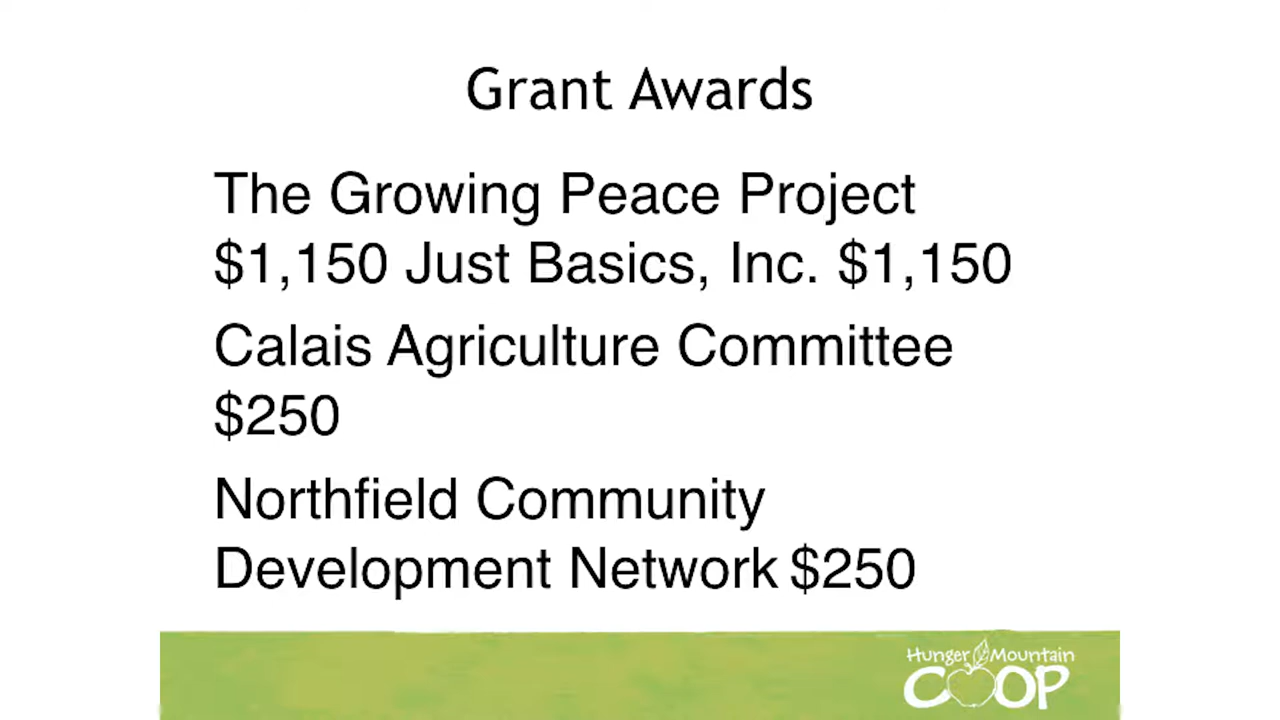 Grant Awards
The Growing Peace Project
$1,150 Just Basics, Inc. $1,150
Calais Agriculture Committee
$250
Northfield Community
Development Network $250
Hunger Mountain
COOP